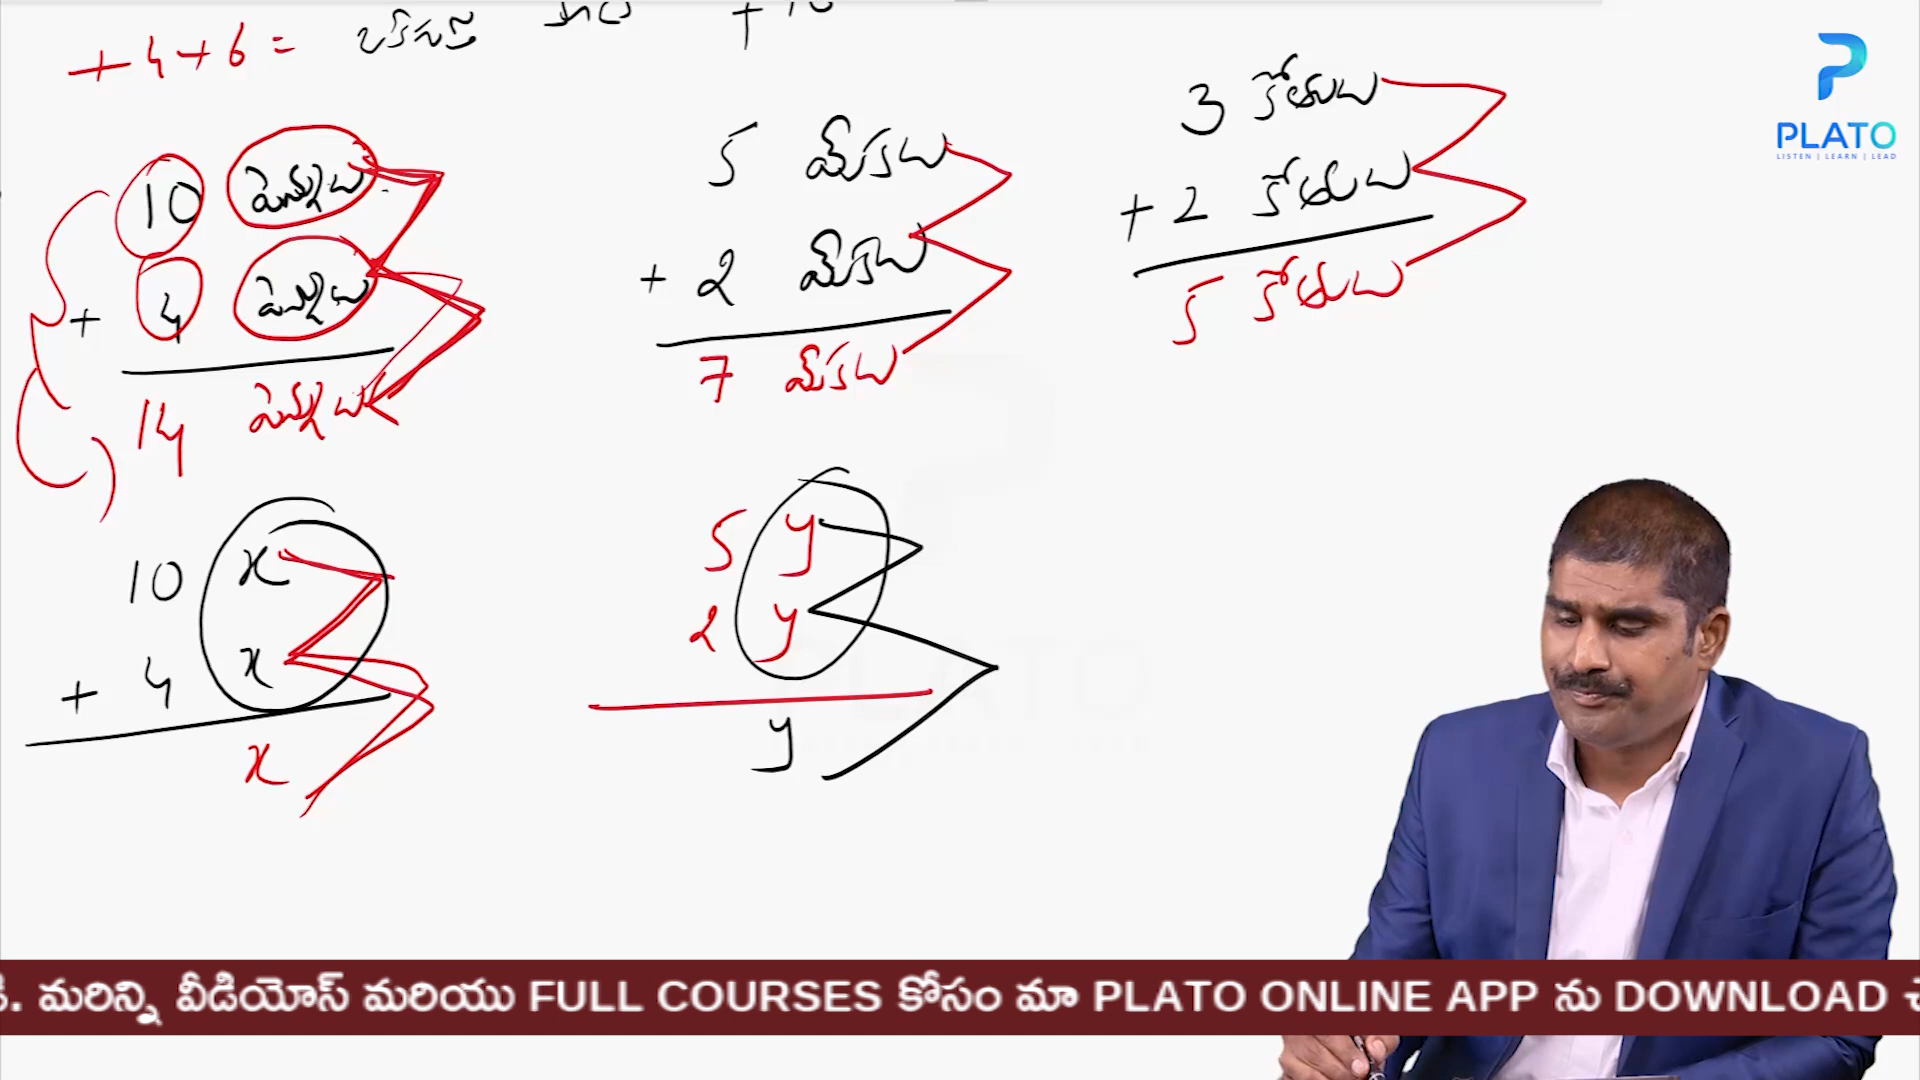 + 4 + 6 =
PLATO
LISTEN | LEARN | LEAD
10 పెన్నులు
+ 4 పెన్నులు
14 పెన్నులు
5 మేకలు
+ 2 మేకలు
7 మేకలు
3 కోతులు
+ 2 కోతులు
5 కోతులు
10 x
+ 4 x
x
5 y
2 y
y
మరిన్ని వీడియోస్ మరియు FULL COURSES కోసం మా PLATO ONLINE APP ను DOWNLOAD